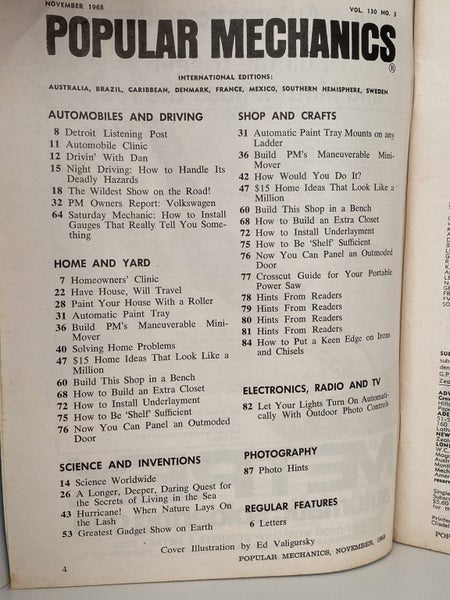 NOVEMBER 1968
VOL. 130 NO. 3
POPULAR MECHANICS
®
INTERNATIONAL EDITIONS:
AUSTRALIA, BRAZIL, CARIBBEAN, DENMARK, FRANCE, MEXICO, SOUTHERN HEMISPHERE, SWEDEN
AUTOMOBILES AND DRIVING
8 Detroit Listening Post
11 Automobile Clinic
12 Drivin' With Dan
15 Night Driving: How to Handle Its
Deadly Hazards
18 The Wildest Show on the Road!
32 PM Owners Report: Volkswagen
64 Saturday Mechanic: How to Install
Gauges That Really Tell You Some-
thing
HOME AND YARD
7 Homeowners' Clinic
22 Have House, Will Travel
28 Paint Your House With a Roller
31 Automatic Paint Tray
36 Build PM's Maneuverable Mini-
Mover
40 Solving Home Problems
47 $15 Home Ideas That Look Like a
Million
60 Build This Shop in a Bench
68 How to Build an Extra Closet
72 How to Install Underlayment
75 How to Be 'Shelf' Sufficient
76 Now You Can Panel an Outmoded
Door
SCIENCE AND INVENTIONS
14 Science Worldwide
26 A Longer, Deeper, Daring Quest for
the Secrets of Living in the Sea
43 Hurricane! When Nature Lays On
the Lash
53 Greatest Gadget Show on Earth
SHOP AND CRAFTS
31 Automatic Paint Tray Mounts on any
Ladder
36 Build PM's Maneuverable Mini-
Mover
42 How Would You Do It?
47 $15 Home Ideas That Look Like a
Million
60 Build This Shop in a Bench
68 How to Build an Extra Closet
72 How to Install Underlayment
75 How to Be 'Shelf' Sufficient
76 Now You Can Panel an Outmoded
Door
77 Crosscut Guide for Your Portable
Power Saw
78 Hints From Readers
79 Hints From Readers
80 Hints From Readers
81 Hints From Readers
84 How to Put a Keen Edge on Irons
and Chisels
ELECTRONICS, RADIO AND TV
82 Let Your Lights Turn On Automati-
cally With Outdoor Photo Controls
PHOTOGRAPHY
87 Photo Hints
REGULAR FEATURES
6 Letters
Cover Illustration by Ed Valigursky
4
POPULAR MECHANICS, NOVEMBER, 1968